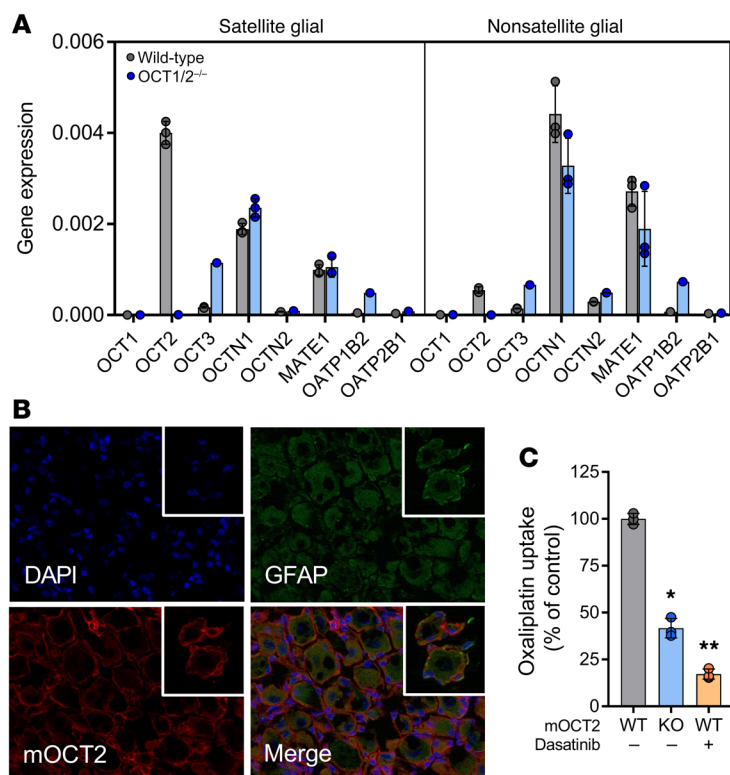 A
Satellite glial
Nonsatellite glial
Wild-type
OCT1/2–/–
Gene expression
0.006
0.004
0.002
0.000
OCT1
OCT2
OCT3
OCTN1
OCTN2
MATE1
OATP1B2
OATP2B1
OCT1
OCT2
OCT3
OCTN1
OCTN2
MATE1
OATP1B2
OATP2B1
B
DAPI
GFAP
mOCT2
Merge
C
Oxaliplatin uptake
(% of control)
125
100
75
50
25
0
*
**
mOCT2 WT KO WT
Dasatinib – – +